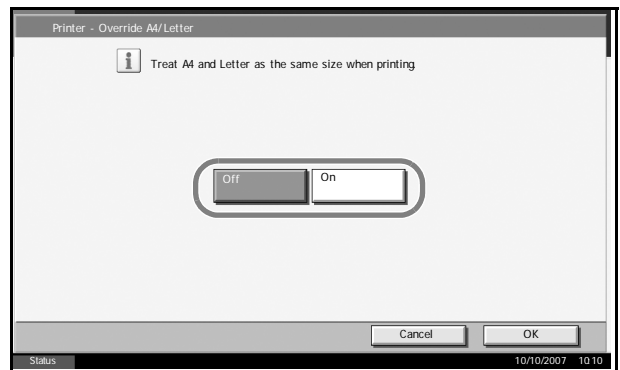 Printer - Override A4/Letter
Treat A4 and Letter as the same size when printing.
Off On
Cancel OK
Status 10/10/2007 10:10